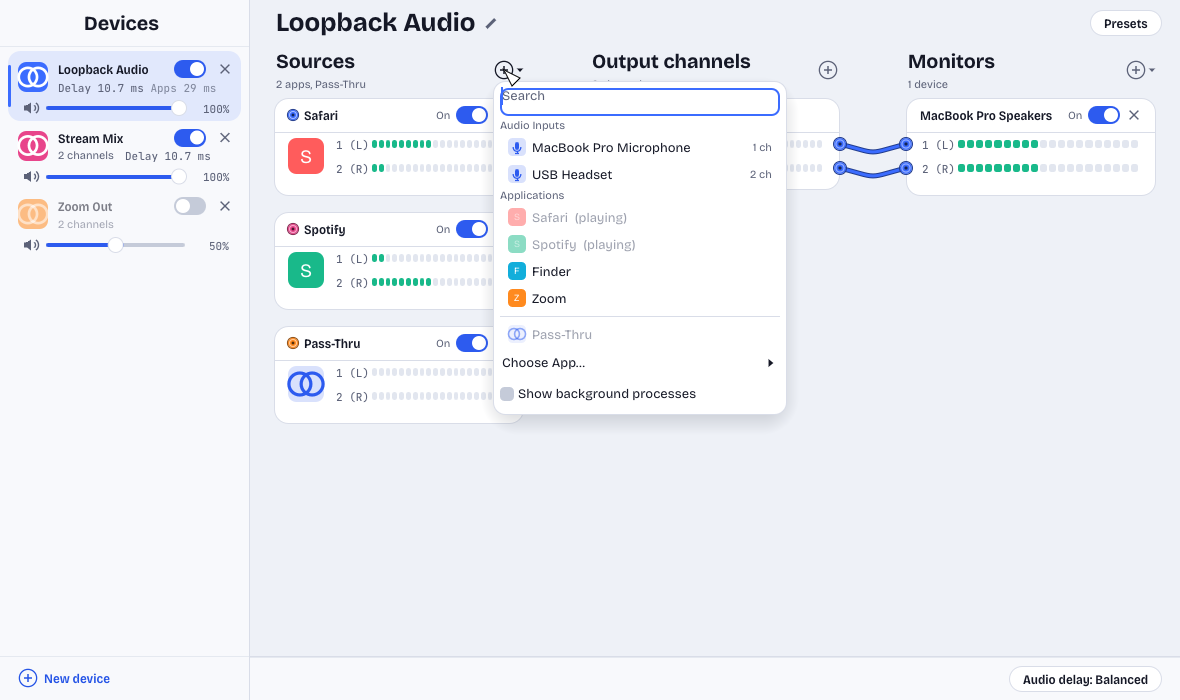 Devices
Loopback Audio
Delay 10.7 ms Apps 29 ms
100%
Stream Mix
2 channels Delay 10.7 ms
100%
Zoom Out
2 channels
50%
New device
Loopback Audio
Presets
Sources
2 apps, Pass-Thru
Safari On
S
1 (L)
2 (R)
Spotify On
S
1 (L)
2 (R)
Pass-Thru On
1 (L)
2 (R)
Search
Audio Inputs
MacBook Pro Microphone 1 ch
USB Headset 2 ch
Applications
S Safari (playing)
S Spotify (playing)
F Finder
Z Zoom
Pass-Thru
Choose App...
Show background processes
Output channels
Monitors
1 device
MacBook Pro Speakers On
1 (L)
2 (R)
Audio delay: Balanced